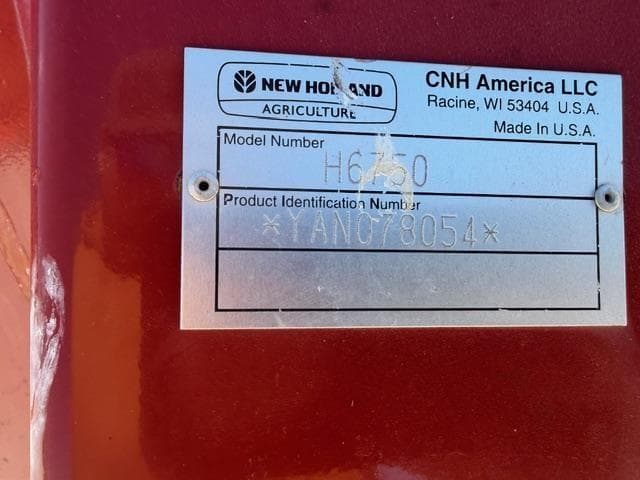 NEW HOLLAND
AGRICULTURE
CNH America LLC
Racine, WI 53404 U.S.A.
Made In U.S.A.
Model Number
H6750
Product Identification Number
*YAN078054*